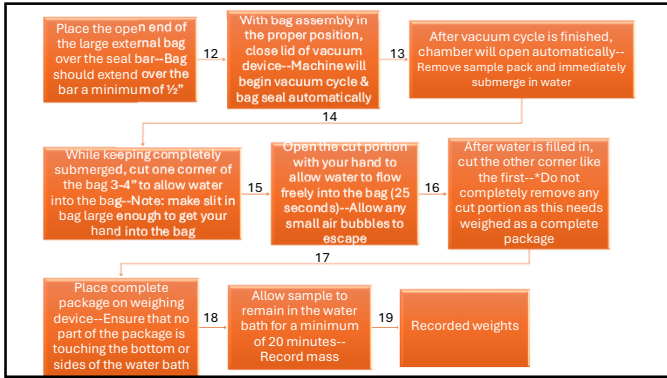 Place the open end of
the large external bag
over the seal bar--Bag
should extend over the
bar a minimum of ½"
12
With bag assembly in
the proper position,
close lid of vacuum
device--Machine will
begin vacuum cycle &
bag seal automatically
13
After vacuum cycle is finished,
chamber will open automatically--
Remove sample pack and immediately
submerge in water
14
While keeping completely
submerged, cut one corner of
the bag 3-4" to allow water
into the bag--Note: make slit in
bag large enough to get your
hand into the bag
15
Open the cut portion
with your hand to
allow water to flow
freely into the bag (25
seconds)--Allow any
small air bubbles to
escape
16
After water is filled in,
cut the other corner like
the first--*Do not
completely remove any
cut portion as this needs
weighed as a complete
package
17
Place complete
package on weighing
device--Ensure that no
part of the package is
touching the bottom or
sides of the water bath
18
Allow sample to
remain in the water
bath for a minimum
of 20 minutes--
Record mass
19
Recorded weights